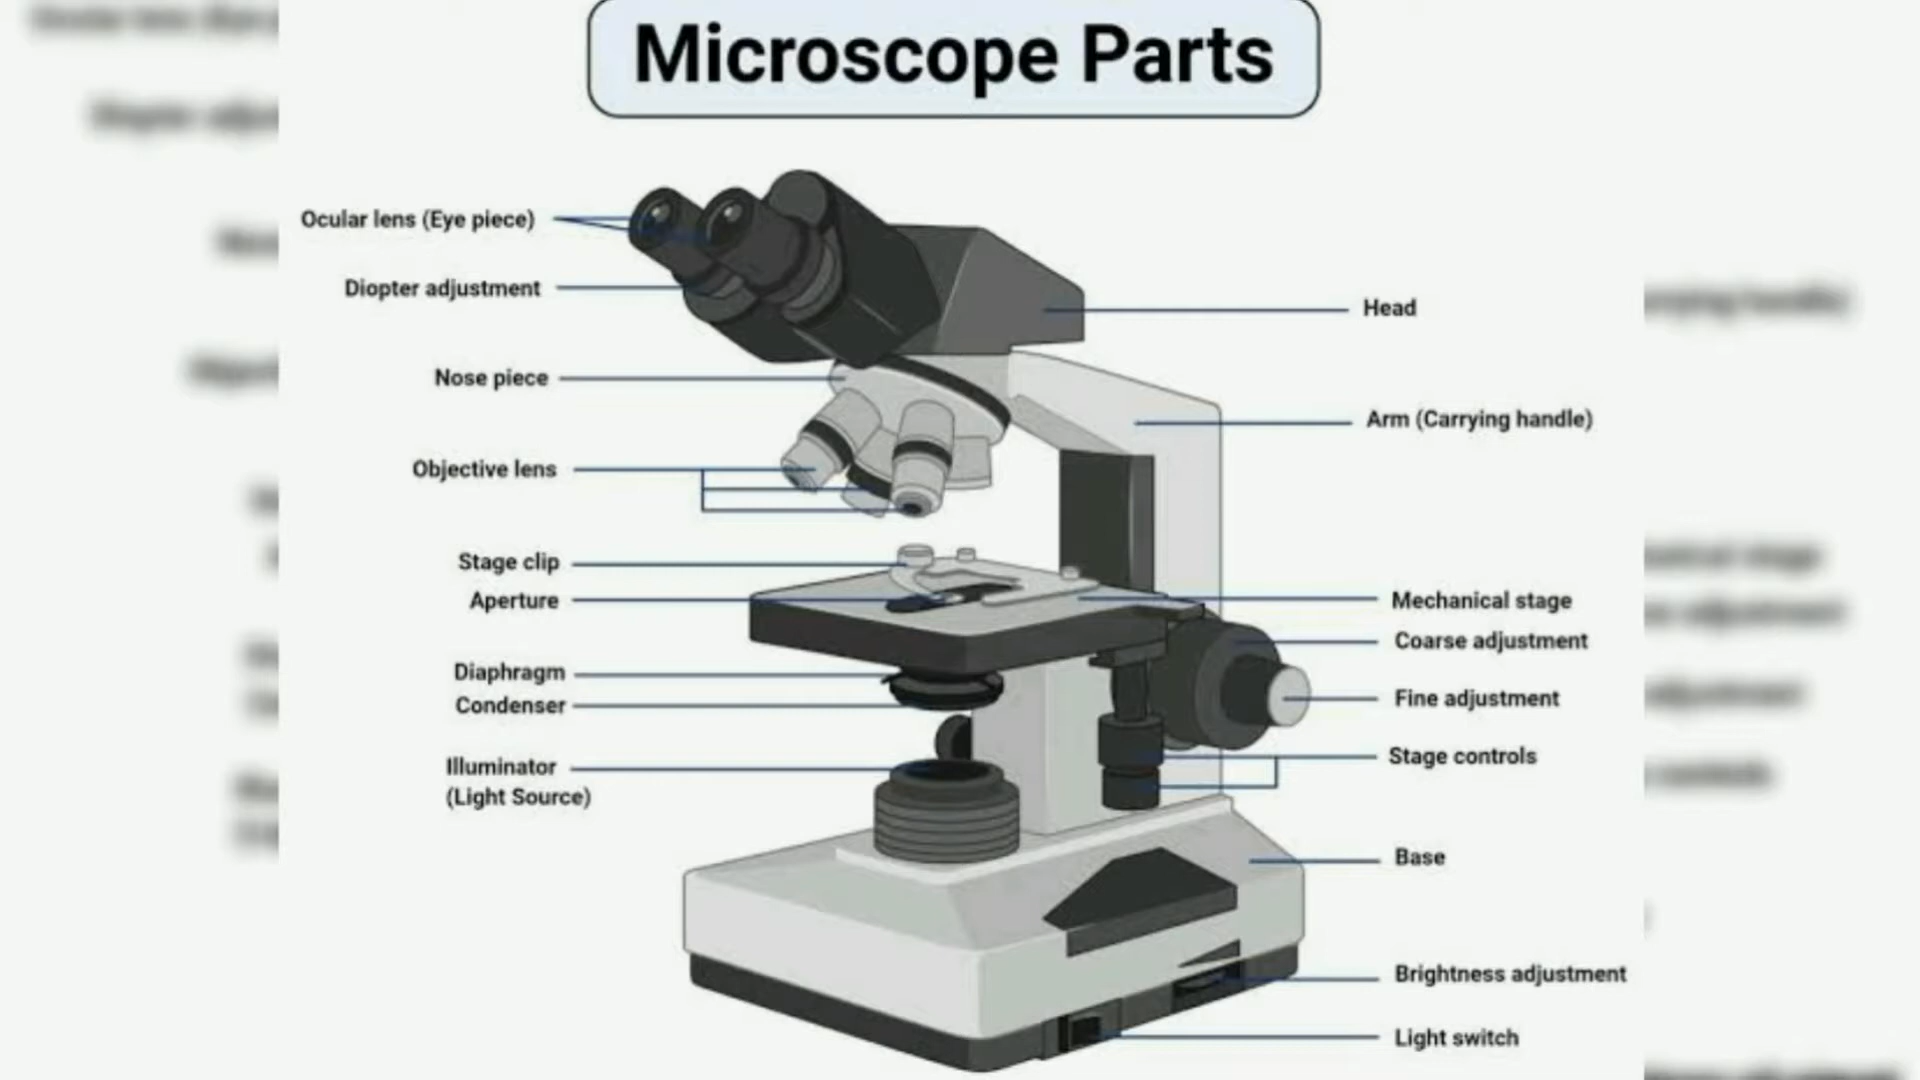 Microscope Parts
Ocular lens (Eye piece)
Diopter adjustment
Head
Nose piece
Arm (Carrying handle)
Objective lens
Stage clip
Aperture
Mechanical stage
Coarse adjustment
Diaphragm
Condenser
Fine adjustment
Illuminator
(Light Source)
Stage controls
Base
Brightness adjustment
Light switch